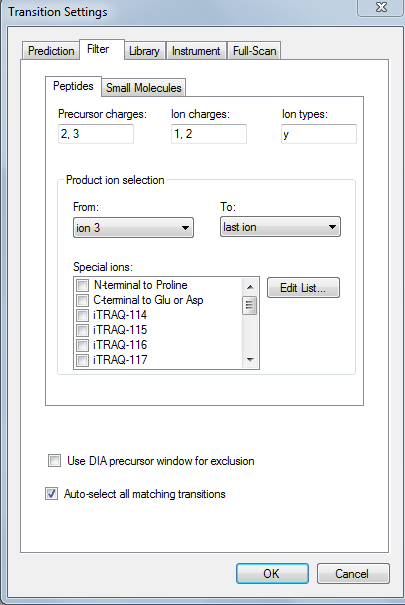 Transition Settings
Prediction Filter Library Instrument Full-Scan
Peptides Small Molecules
Precursor charges: Ion charges: Ion types:
2, 3 1, 2 y
Product ion selection
From: To:
ion 3 last ion
Special ions:
N-terminal to Proline Edit List...
C-terminal to Glu or Asp
iTRAQ-114
iTRAQ-115
iTRAQ-116
iTRAQ-117
Use DIA precursor window for exclusion
Auto-select all matching transitions
OK Cancel